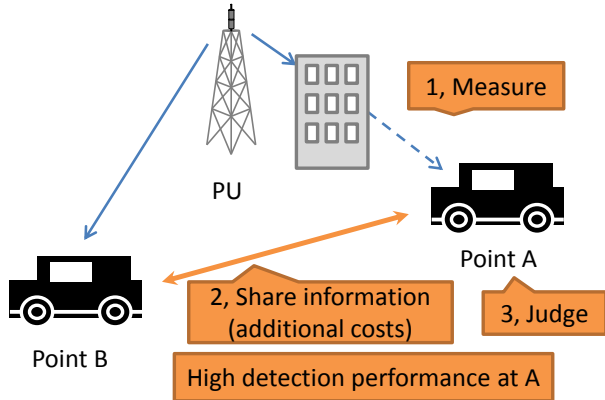 1, Measure
PU
Point A
2, Share information
(additional costs)
3, Judge
Point B
High detection performance at A